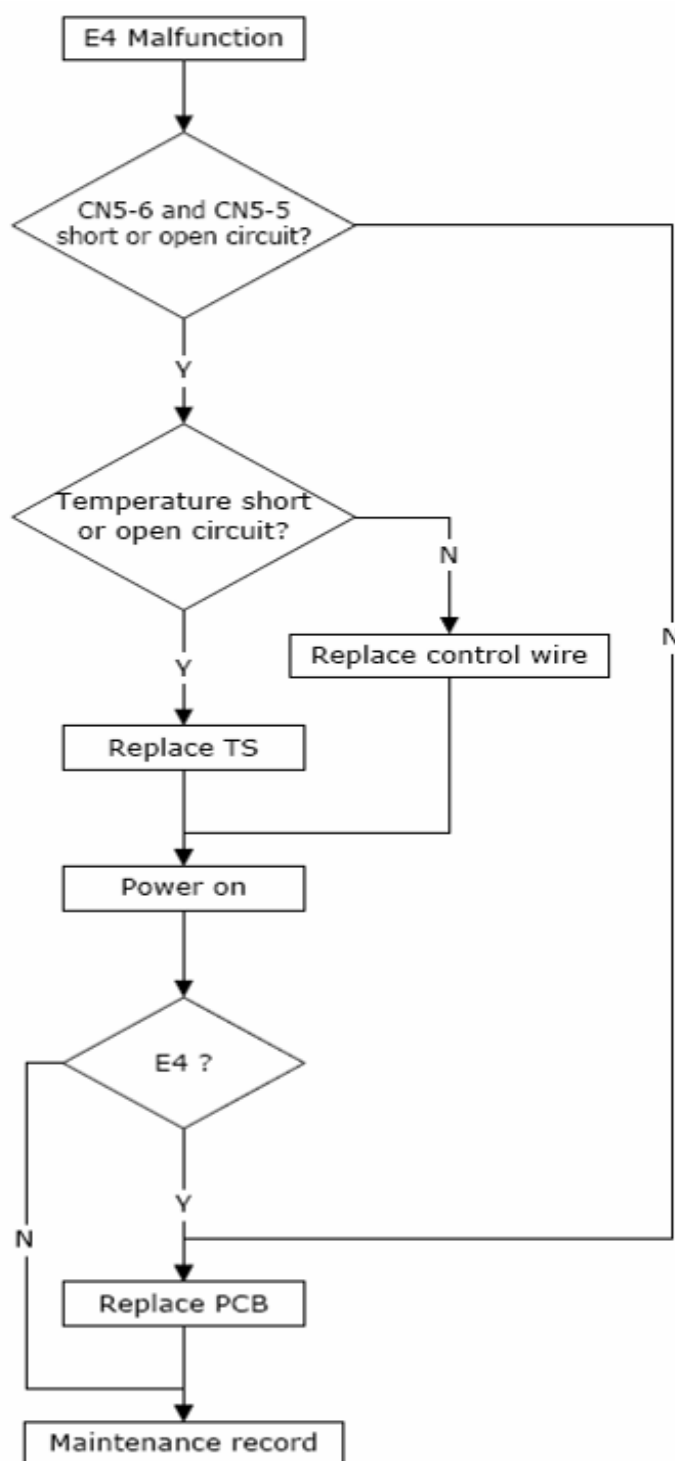 E4 Malfunction
CN5-6 and CN5-5
short or open circuit?
Y
Temperature short
or open circuit?
N
N
Replace control wire
Y
Replace TS
Power on
E4 ?
Y
N
Replace PCB
Maintenance record